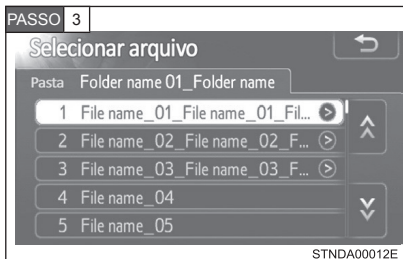 PASSO 3
Selecionar arquivo
Pasta Folder name 01_Folder name
1 File name_01_File name_01_Fil...
2 File name_02_File name_02_F...
3 File name_03_File name_03_F...
4 File name_04
5 File name_05
STNDA00012E